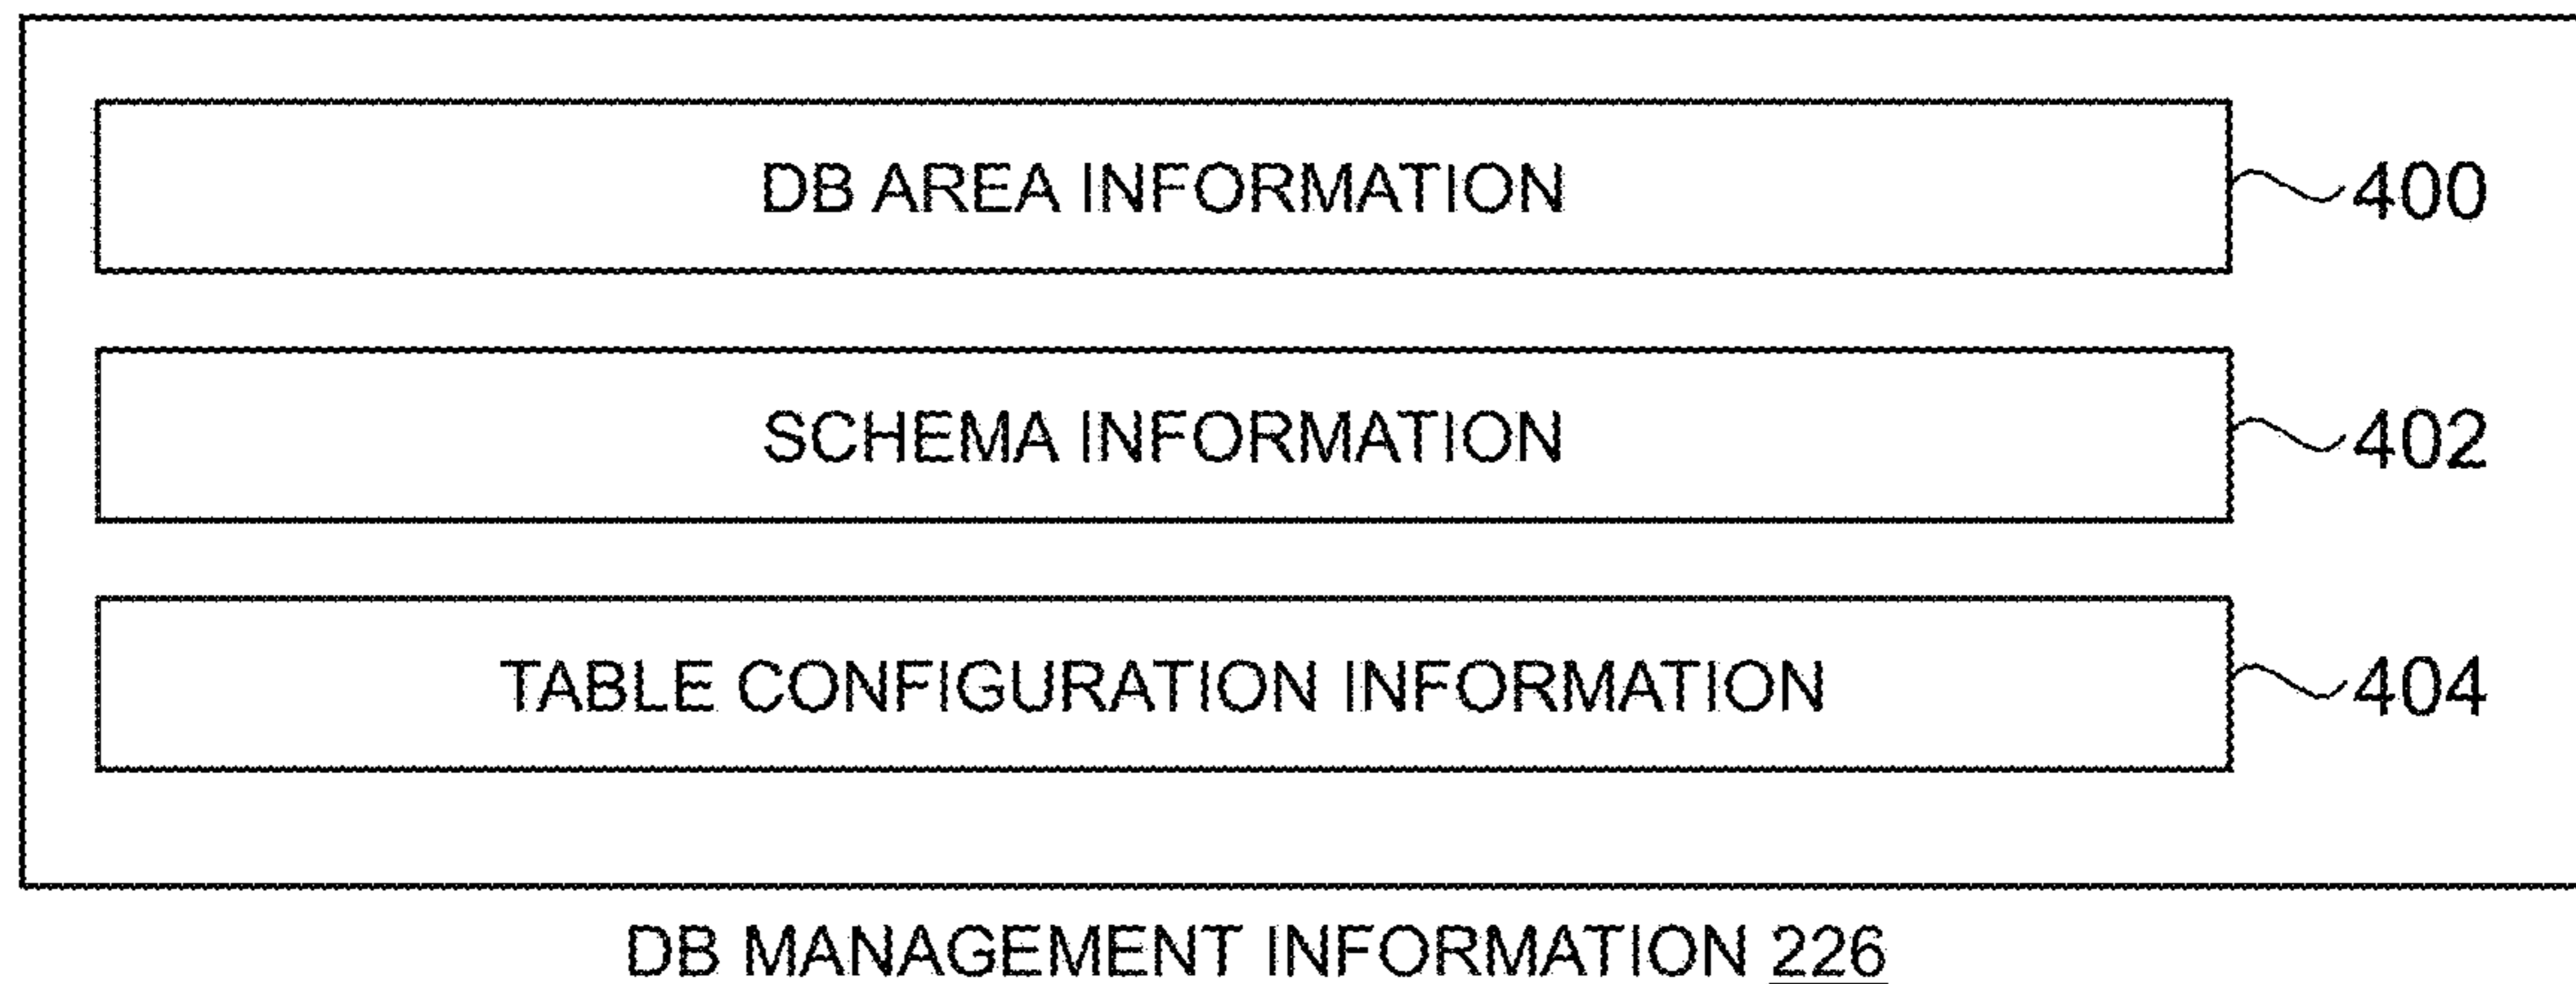 DB AREA INFORMATION 400
SCHEMA INFORMATION 402
TABLE CONFIGURATION INFORMATION 404
DB MANAGEMENT INFORMATION 226